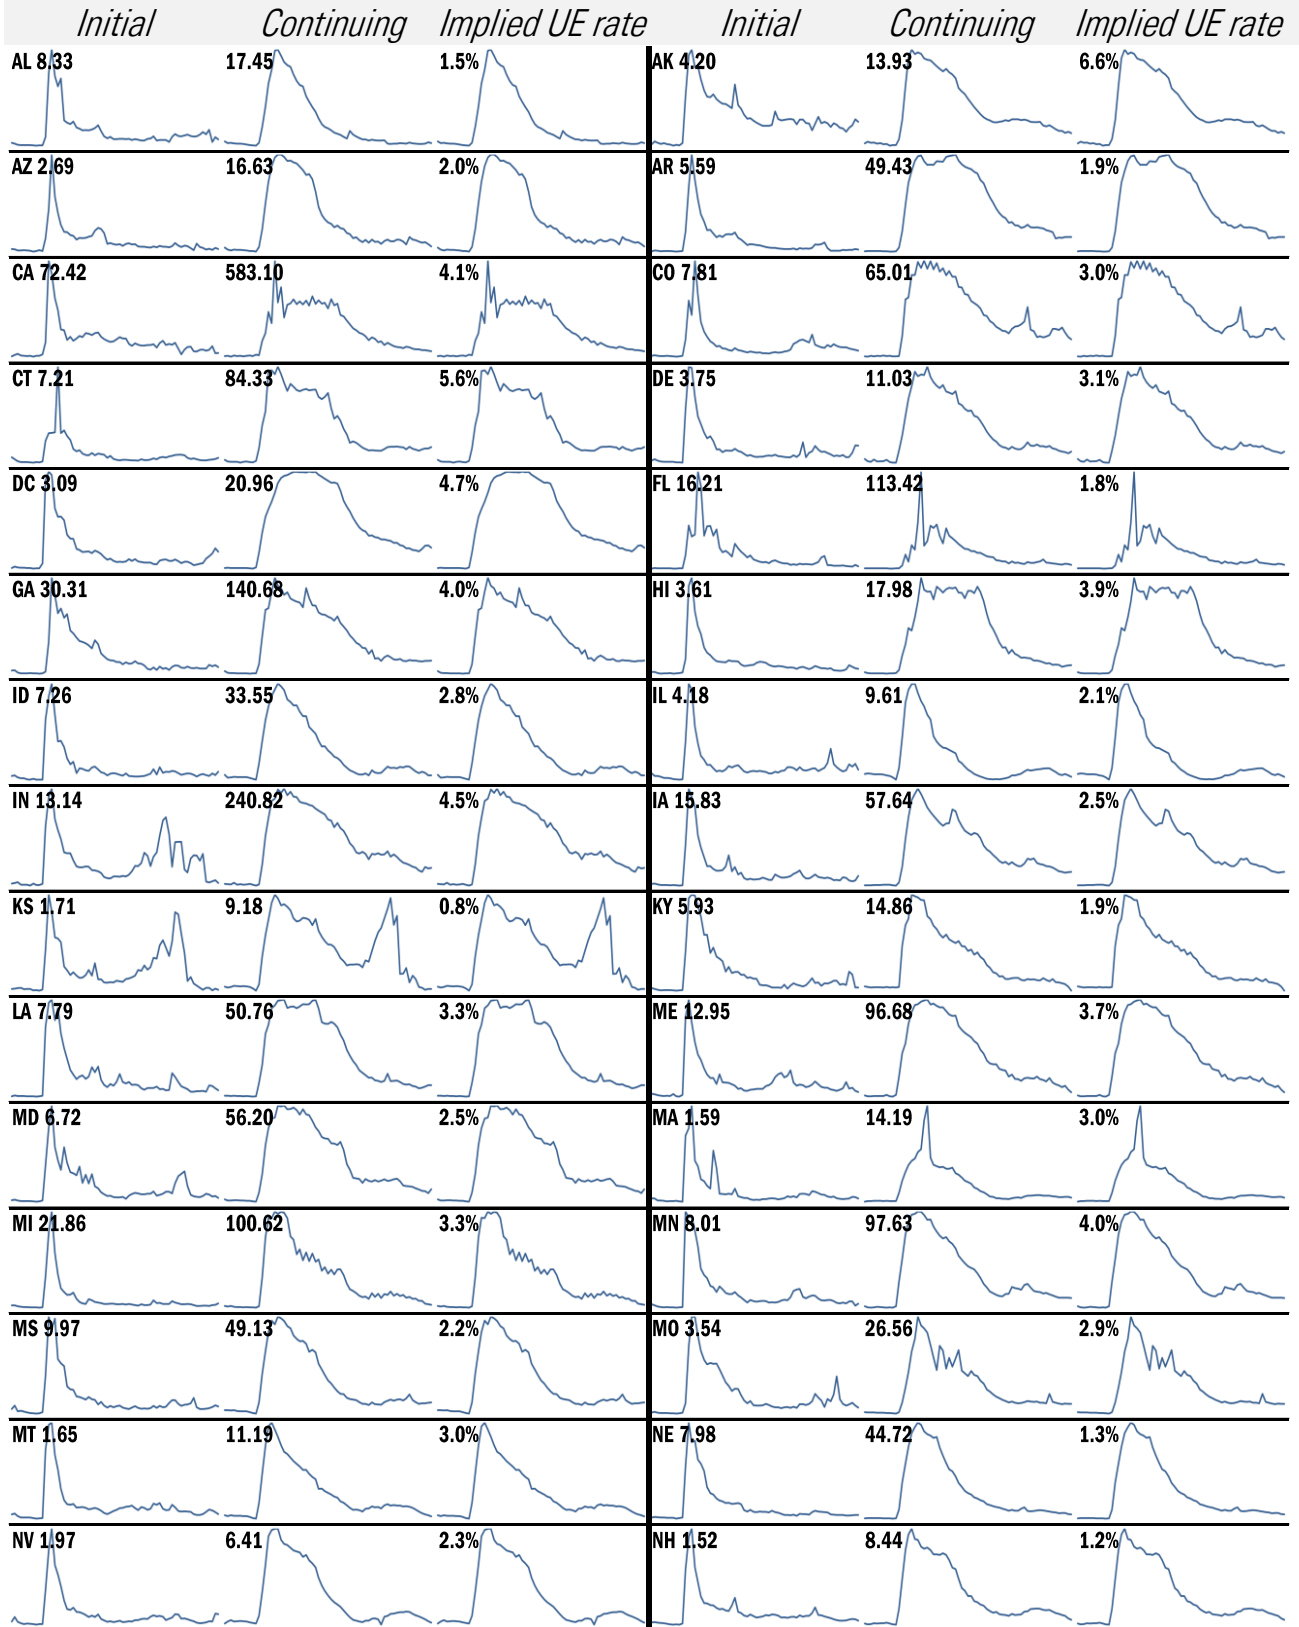 Initial Continuing Implied UE rate Initial Continuing Implied UE rate
AL 8.33 17.45 1.5% AK 4.20 13.93 6.6%
AZ 2.69 16.63 2.0% AR 5.59 49.43 1.9%
CA 72.42 583.10 4.1% CO 7.81 65.01 3.0%
CT 7.21 84.33 5.6% DE 3.75 11.03 3.1%
DC 3.09 20.96 4.7% FL 16.21 113.42 1.8%
GA 30.31 140.68 4.0% HI 3.61 17.98 3.9%
ID 7.26 33.55 2.8% IL 4.18 9.61 2.1%
IN 13.14 240.82 4.5% IA 15.83 57.64 2.5%
KS 1.71 9.18 0.8% KY 5.93 14.86 1.9%
LA 7.79 50.76 3.3% ME 12.95 96.68 3.7%
MD 6.72 56.20 2.5% MA 1.59 14.19 3.0%
MI 21.86 100.62 3.3% MN 8.01 97.63 4.0%
MS 9.97 49.13 2.2% MO 3.54 26.56 2.9%
MT 1.65 11.19 3.0% NE 7.98 44.72 1.3%
NV 1.97 6.41 2.3% NH 1.52 8.44 1.2%